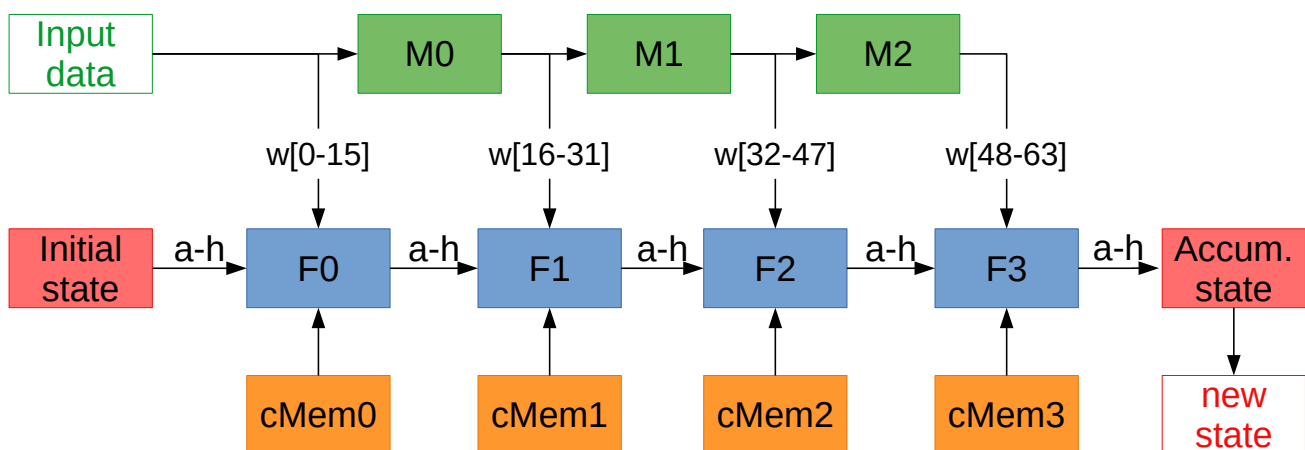 Input
data
M0
M1
M2
w[0-15]
w[16-31]
w[32-47]
w[48-63]
Initial
state
a-h
F0
a-h
F1
a-h
F2
a-h
F3
a-h
Accum.
state
cMem0
cMem1
cMem2
cMem3
new
state